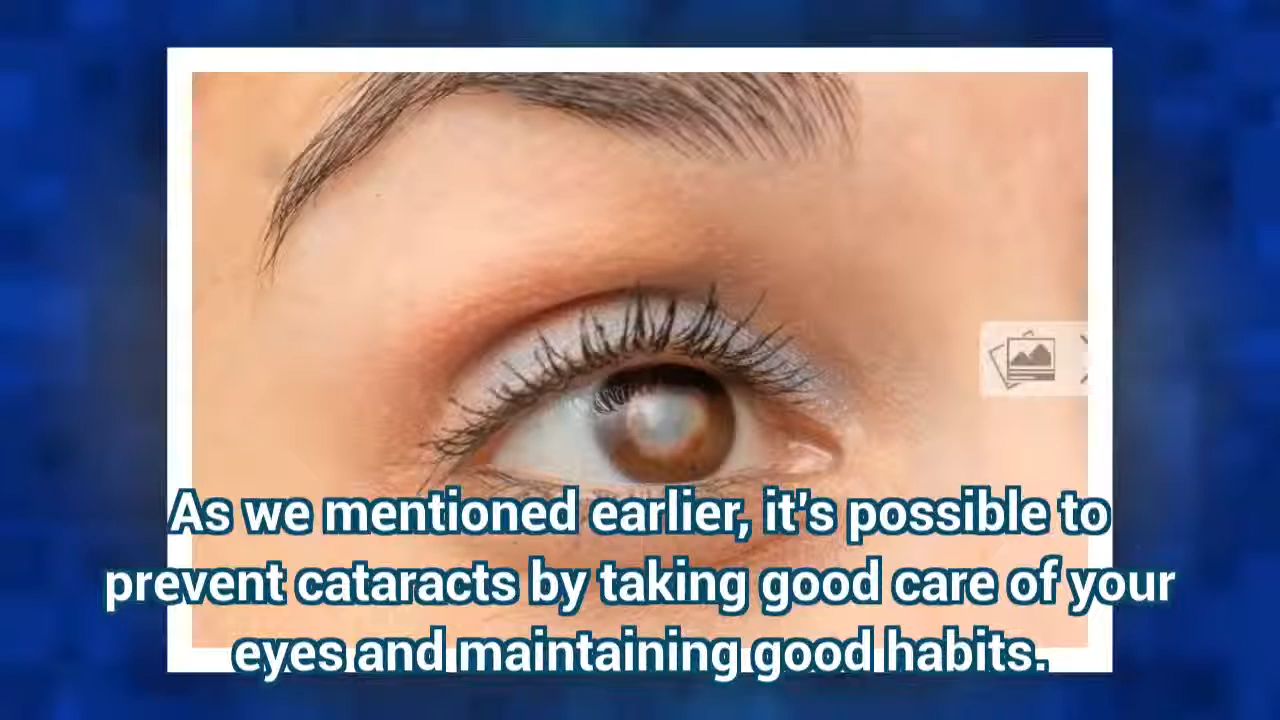 As we mentioned earlier, it's possible to
prevent cataracts by taking good care of your
eyes and maintaining good habits.